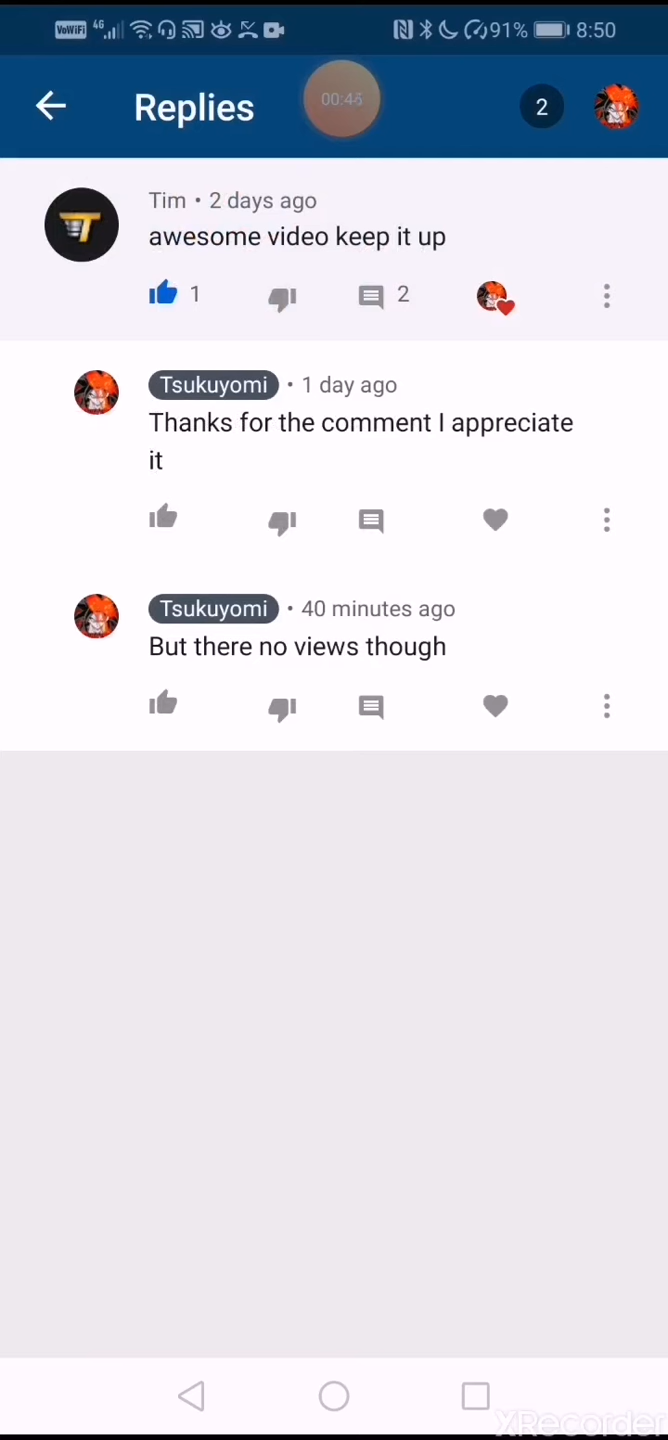 VoWiFi 4G 91% 8:50
Replies 00:45 2
Tim • 2 days ago
awesome video keep it up
1 2
Tsukuyomi • 1 day ago
Thanks for the comment I appreciate
it
Tsukuyomi • 40 minutes ago
But there no views though
XRecorder